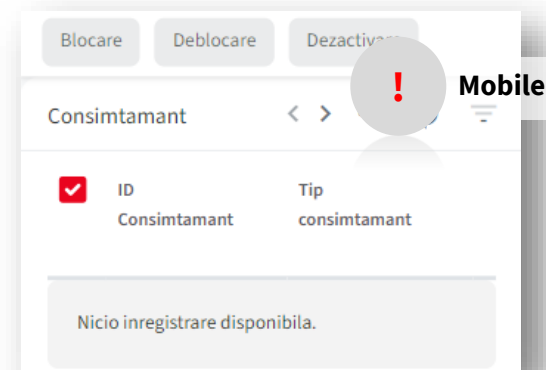 Blocare Deblocare Dezactivare
! Mobile
Consimtamant
ID Consimtamant
Tip consimtamant
Nicio inregistrare disponibila.